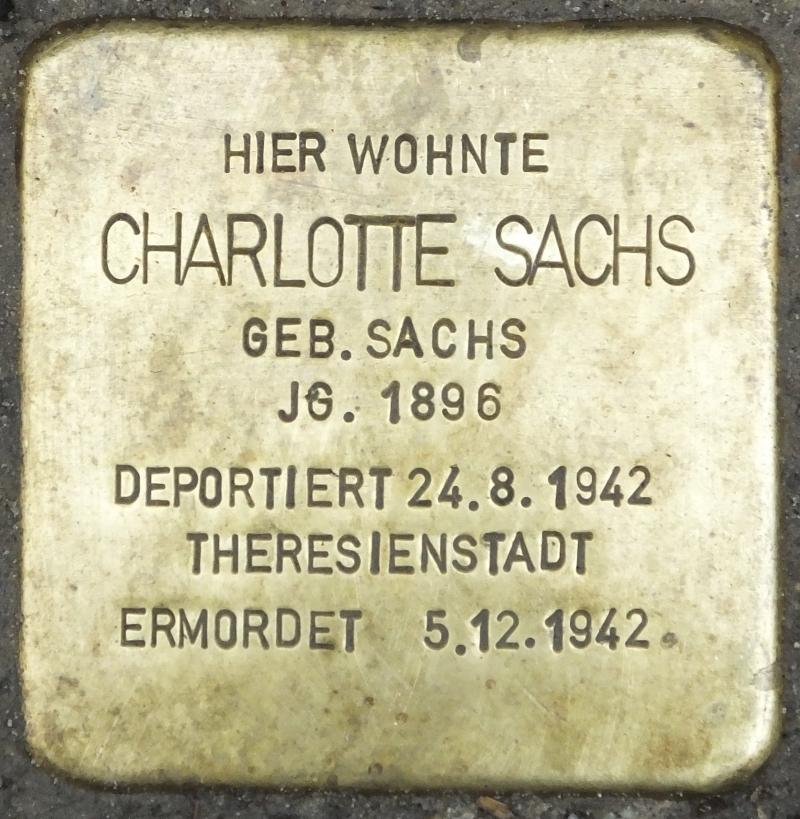 HIER WOHNTE
CHARLOTTE SACHS
GEB. SACHS
JG. 1896
DEPORTIERT 24.8.1942
THERESIENSTADT
ERMORDET 5.12.1942.